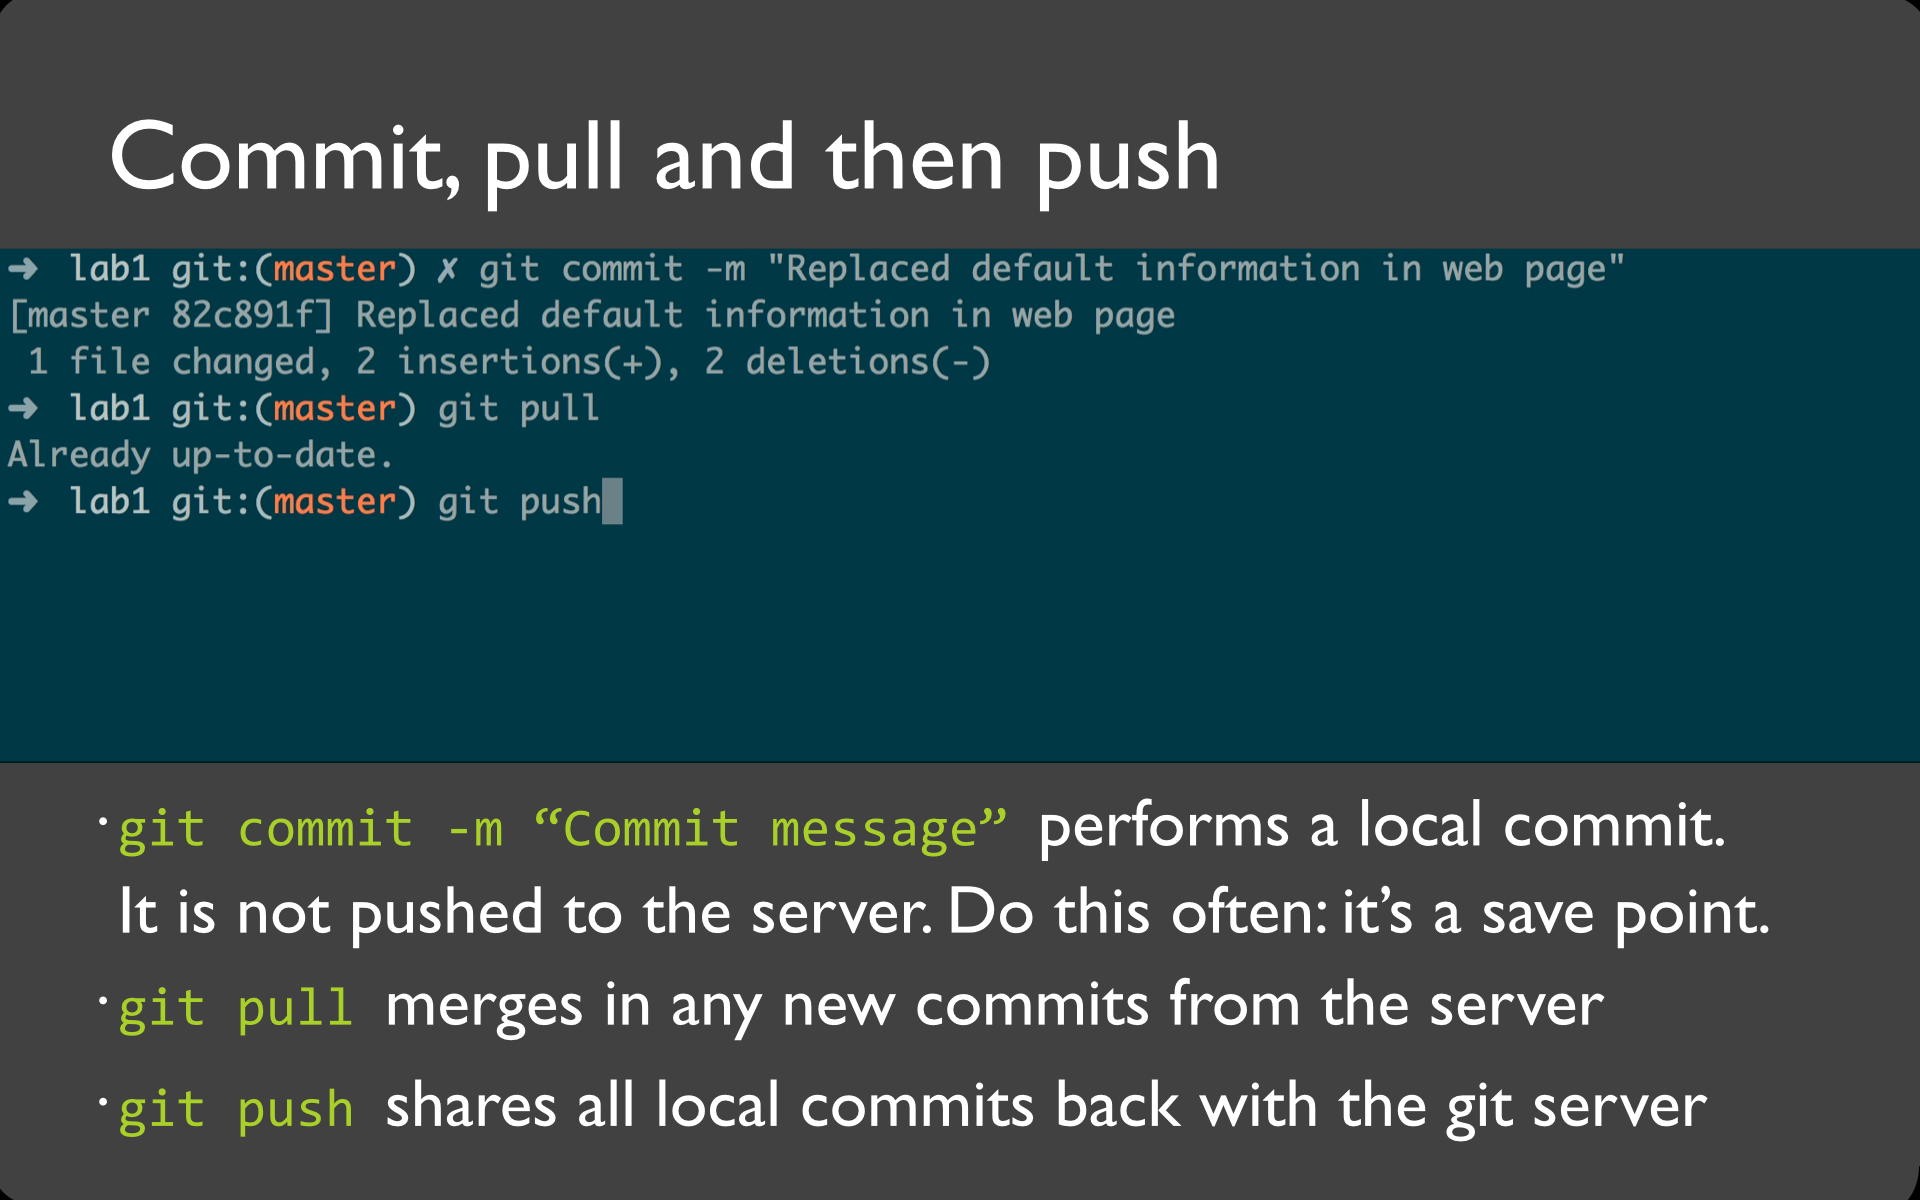 Commit, pull and then push
➜ lab1 git:(master) ✗ git commit -m "Replaced default information in web page"
[master 82c891f] Replaced default information in web page
1 file changed, 2 insertions(+), 2 deletions(-)
➜ lab1 git:(master) git pull
Already up-to-date.
➜ lab1 git:(master) git push
· git commit -m “Commit message” performs a local commit.
It is not pushed to the server. Do this often: it’s a save point.
· git pull merges in any new commits from the server
· git push shares all local commits back with the git server